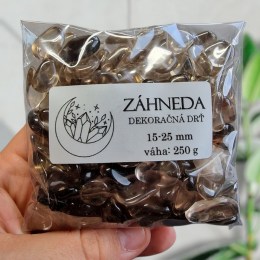 ZÁHNEDA
DEKORAČNÁ DRŤ
15-25 mm
váha: 250 g